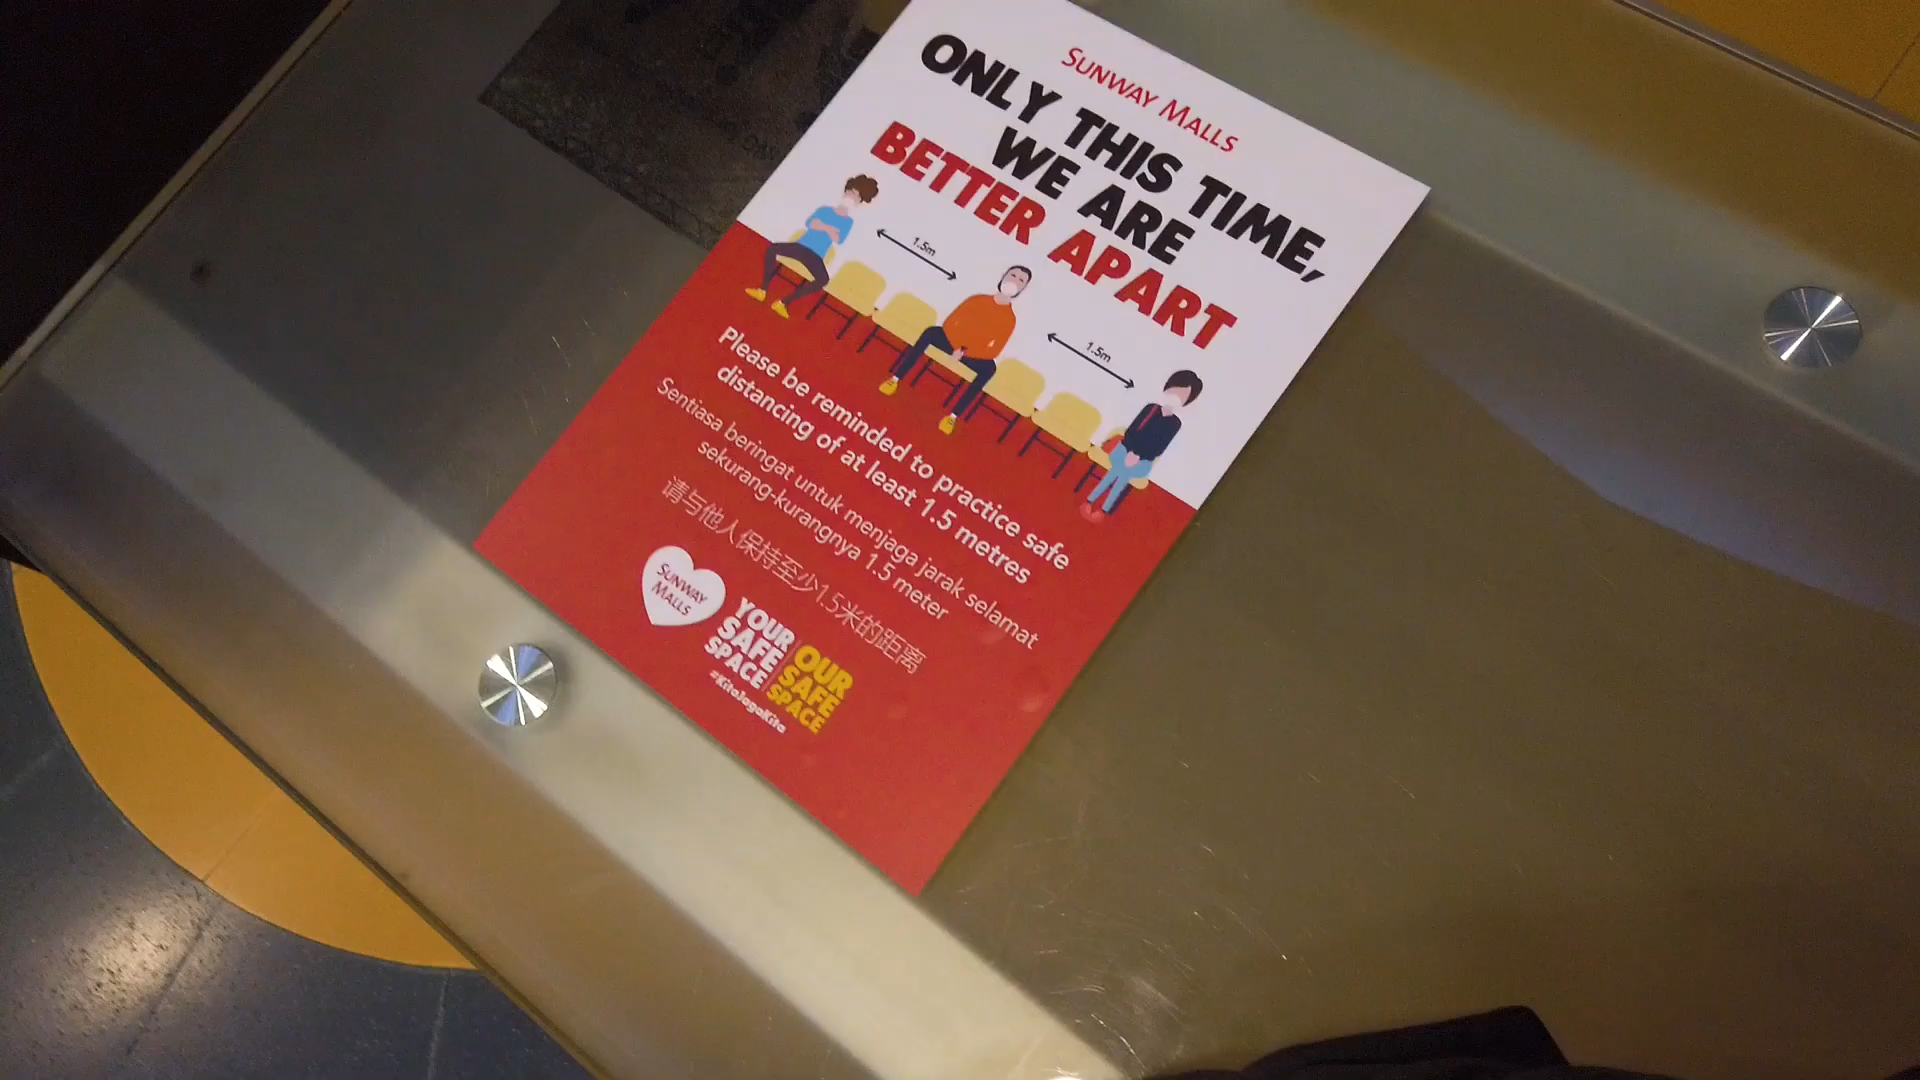 SUNWAY MALLS
ONLY THIS TIME,
WE ARE
BETTER APART
1.5m
1.5m
Please be reminded to practice safe
distancing of at least 1.5 metres
Sentiasa beringat untuk menjaga jarak selamat
sekurang-kurangnya 1.5 meter
请与他人保持至少1.5米的距离
SUNWAY
MALLS
YOUR
SAFE
SPACE
OUR
SAFE
SPACE
#KitaJagaKita